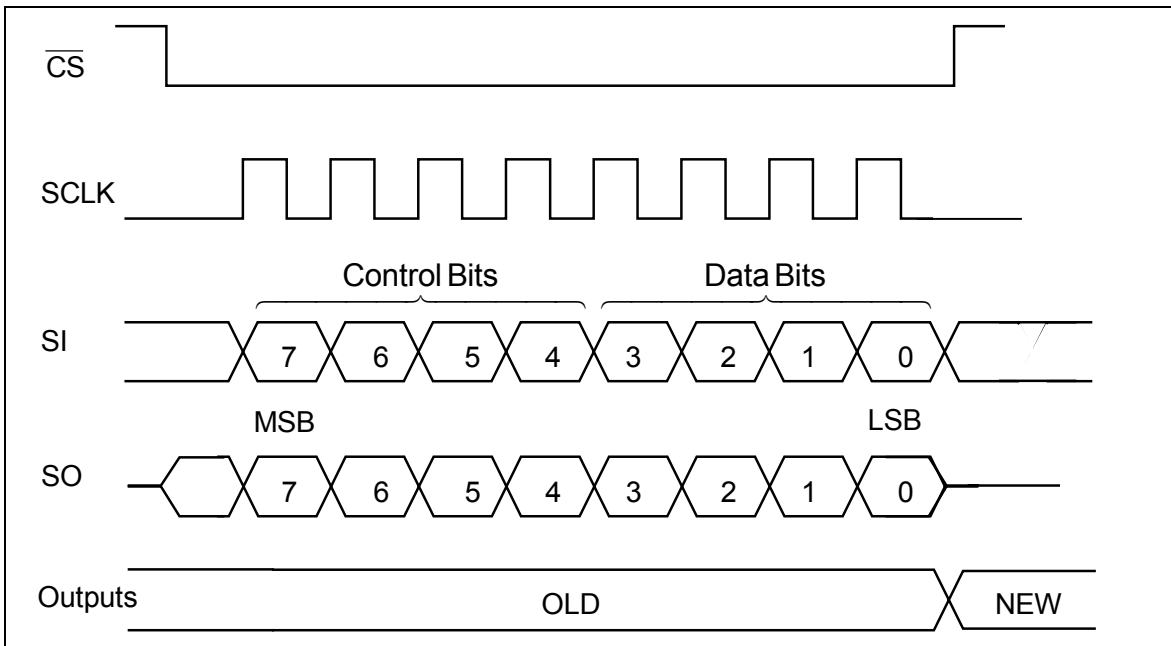 CS
SCLK
Control Bits Data Bits
SI
7 6 5 4 3 2 1 0
MSB LSB
SO
7 6 5 4 3 2 1 0
Outputs OLD NEW